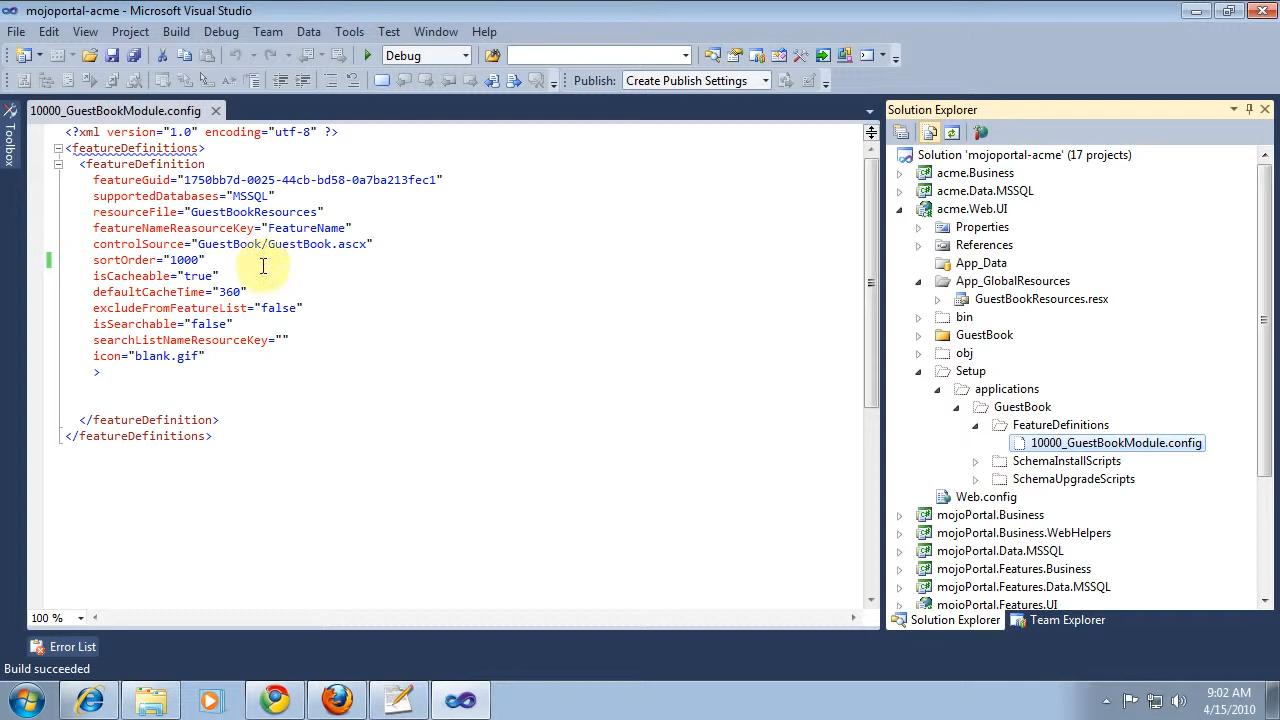 mojoportal-acme - Microsoft Visual Studio
File Edit View Project Build Debug Team Data Tools Test Window Help
Debug
Publish: Create Publish Settings
Toolbox
10000_GuestBookModule.config
<?xml version="1.0" encoding="utf-8" ?>
<featureDefinitions>
<featureDefinition
featureGuid="1750bb7d-0025-44cb-bd58-0a7ba213fec1"
supportedDatabases="MSSQL"
resourceFile="GuestBookResources"
featureNameReasourceKey="FeatureName"
controlSource="GuestBook/GuestBook.ascx"
sortOrder="1000"
isCacheable="true"
defaultCacheTime="360"
excludeFromFeatureList="false"
isSearchable="false"
searchListNameResourceKey=""
icon="blank.gif"
>
</featureDefinition>
</featureDefinitions>
100 %
Solution Explorer
Solution 'mojoportal-acme' (17 projects)
acme.Business
acme.Data.MSSQL
acme.Web.UI
Properties
References
App_Data
App_GlobalResources
GuestBookResources.resx
bin
GuestBook
obj
Setup
applications
GuestBook
FeatureDefinitions
10000_GuestBookModule.config
SchemaInstallScripts
SchemaUpgradeScripts
Web.config
mojoPortal.Business
mojoPortal.Business.WebHelpers
mojoPortal.Data.MSSQL
mojoPortal.Features.Business
mojoPortal.Features.Data.MSSQL
mojoPortal.Features.UI
Solution Explorer Team Explorer
Error List
Build succeeded
9:02 AM
4/15/2010